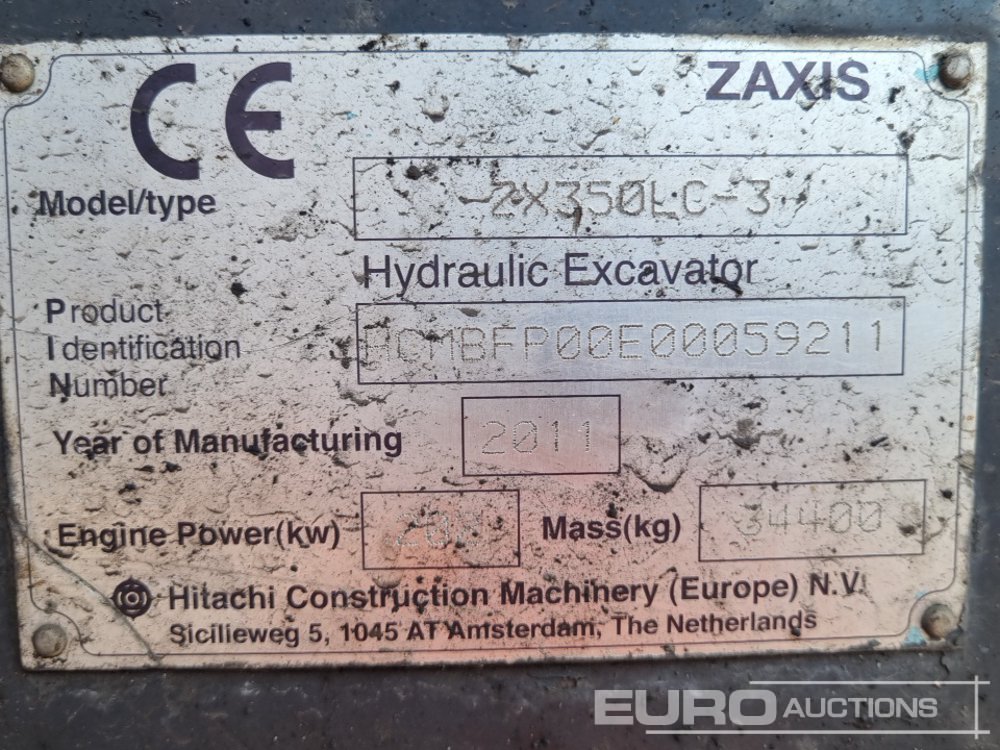 CE
ZAXIS
Model/type
ZX350LC-3
Hydraulic Excavator
Product
Identification
Number
HCMBFP00E00059211
Year of Manufacturing 2011
Engine Power(kw) Mass(kg) 34400
Hitachi Construction Machinery (Europe) N.V.
Sicilieweg 5, 1045 AT Amsterdam, The Netherlands
EURO AUCTIONS